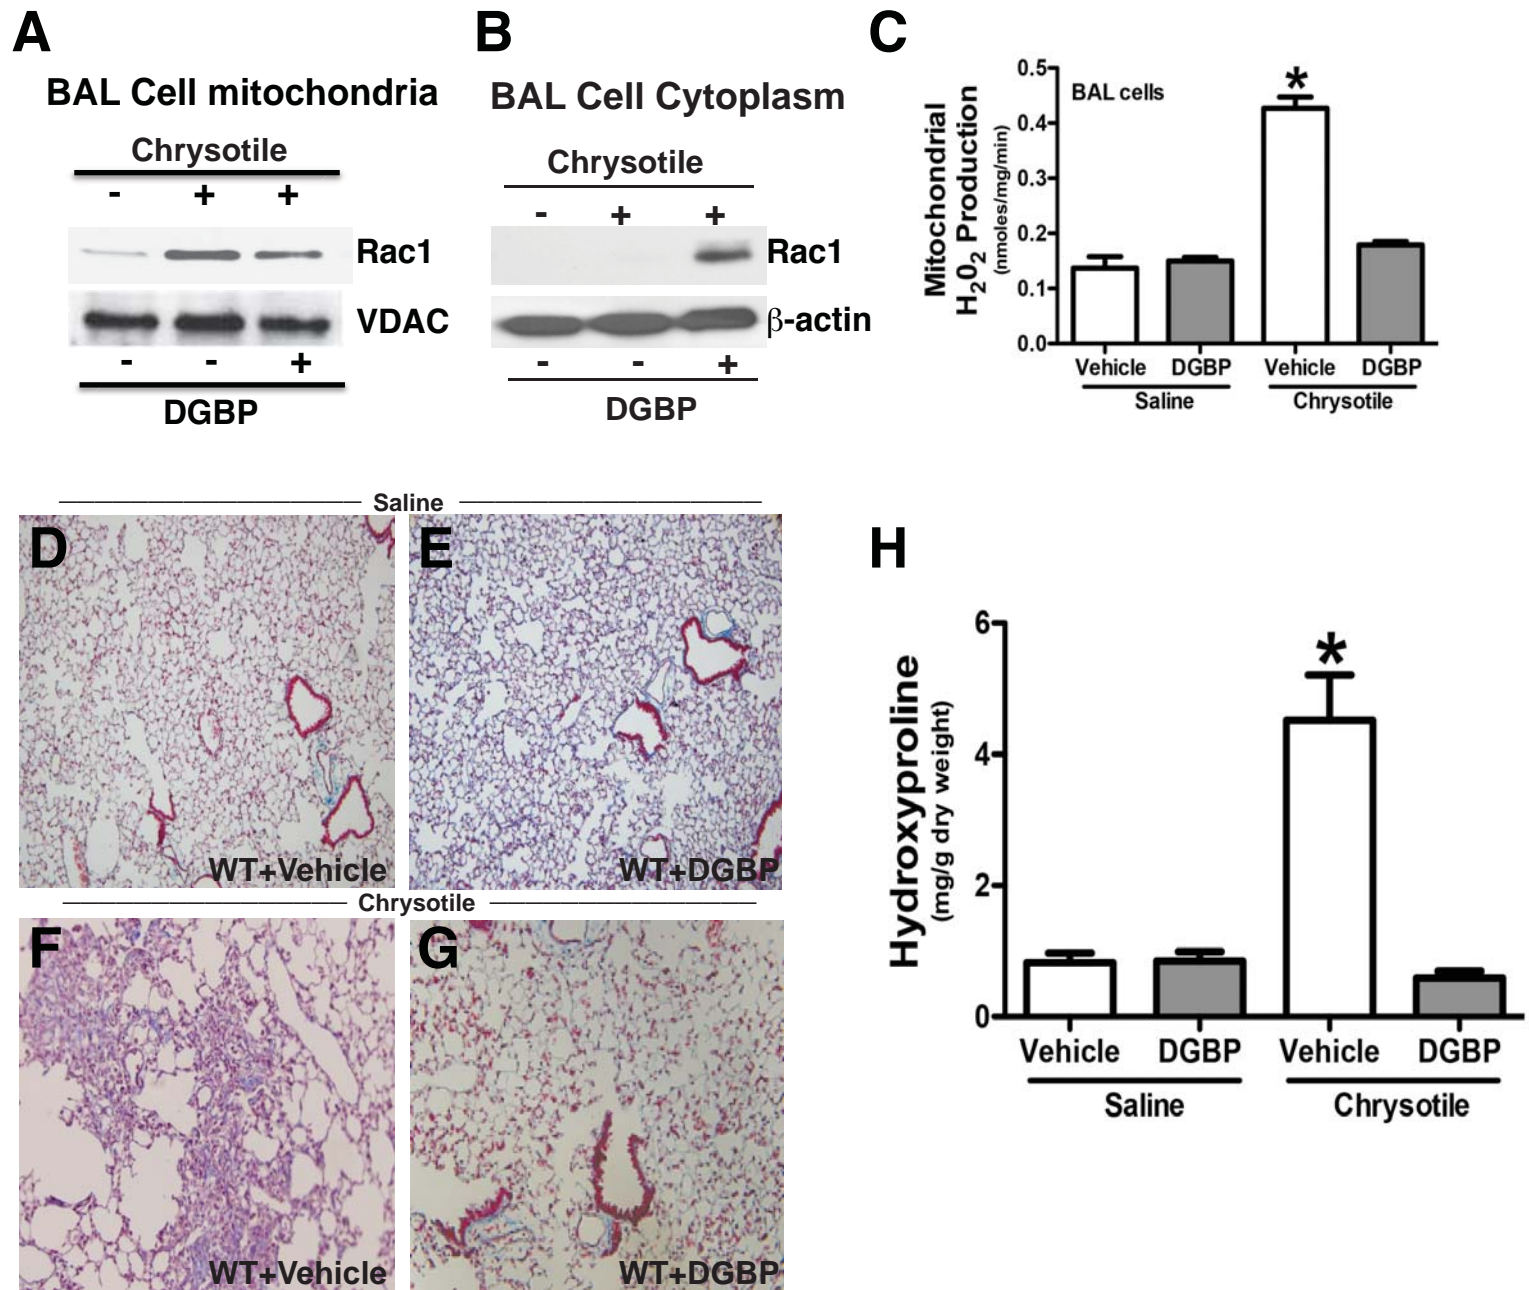 A
BAL Cell mitochondria
Chrysotile
- + +
Rac1
VDAC
- - +
DGBP
B
BAL Cell Cytoplasm
Chrysotile
- + +
Rac1
β-actin
- - +
DGBP
C
BAL cells
Mitochondrial
H202 Production
(nmoles/mg/min)
0.5
0.4
0.3
0.2
0.1
0.0
*
Vehicle DGBP Vehicle DGBP
Saline Chrysotile
Saline
D
WT+Vehicle
E
WT+DGBP
Chrysotile
F
WT+Vehicle
G
WT+DGBP
H
Hydroxyproline
(mg/g dry weight)
6
4
2
0
*
Vehicle DGBP Vehicle DGBP
Saline Chrysotile